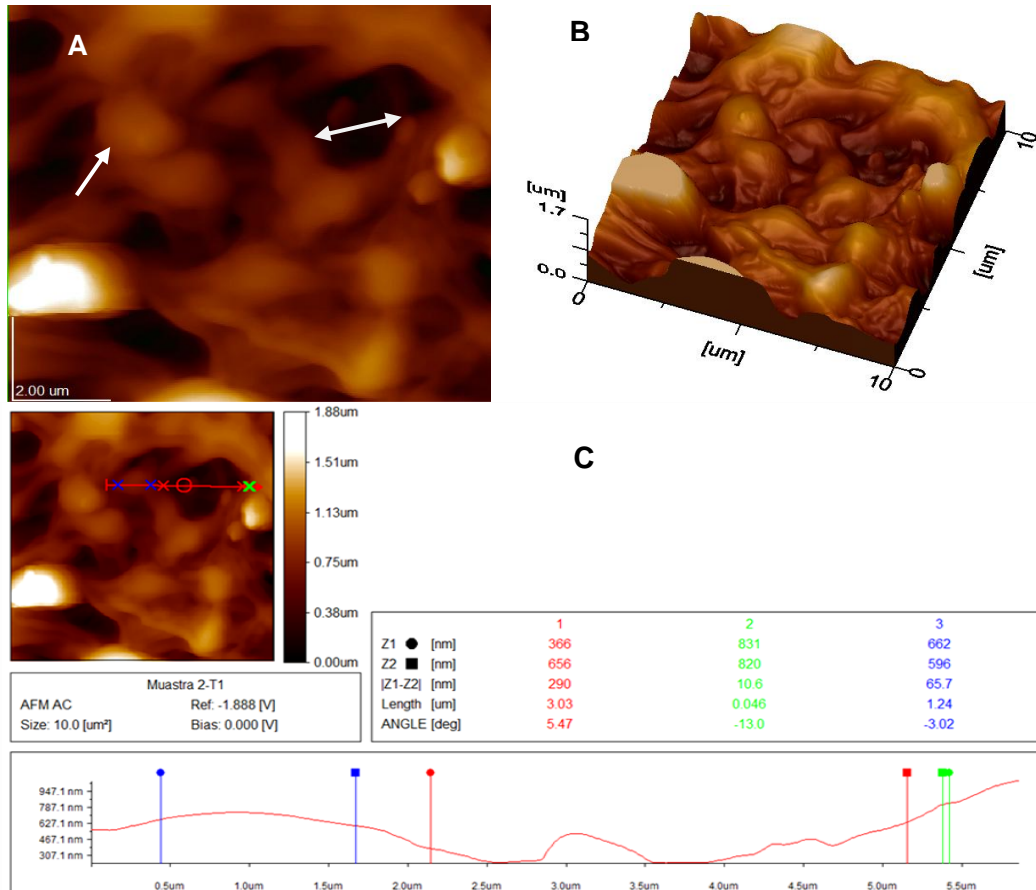 A
2.00 um
B
[um]
1.7
0.0
0
[um]
10
0
[um]
10
1.88um
1.51um
1.13um
0.75um
0.38um
0.00um
C
Muastra 2-T1
AFM AC Ref: -1.888 [V]
Size: 10.0 [um²] Bias: 0.000 [V]
1 2 3
Z1 ● [nm] 366 831 662
Z2 ■ [nm] 656 820 596
|Z1-Z2| [nm] 290 10.6 65.7
Length [um] 3.03 0.046 1.24
ANGLE [deg] 5.47 -13.0 -3.02
947.1 nm
787.1 nm
627.1 nm
467.1 nm
307.1 nm
0.5um 1.0um 1.5um 2.0um 2.5um 3.0um 3.5um 4.0um 4.5um 5.0um 5.5um